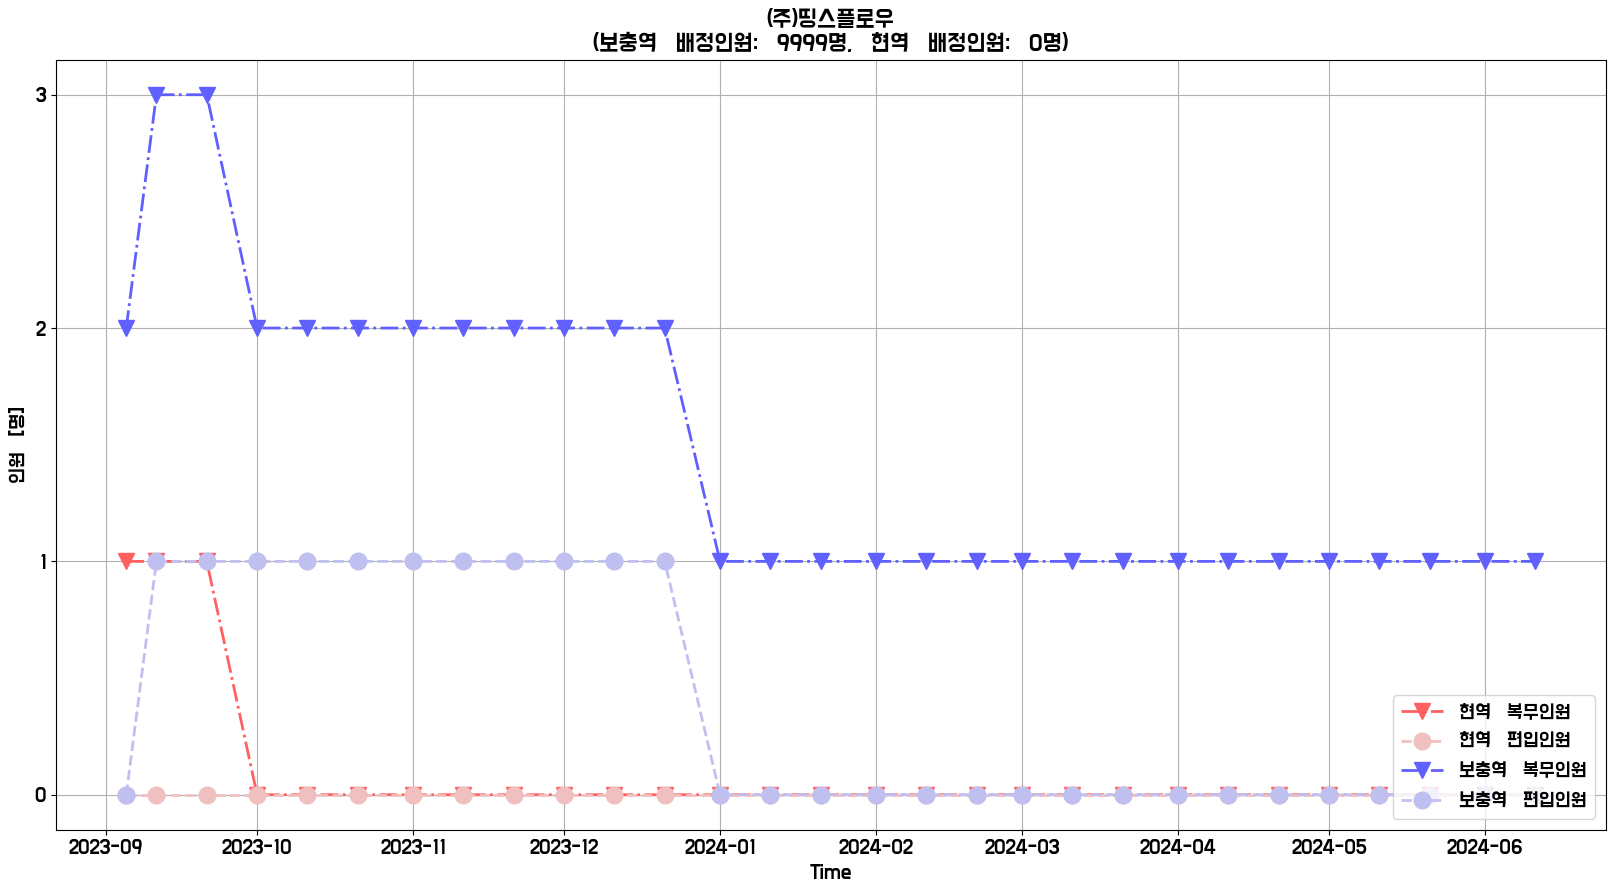 (주)띵스플로우
(보충역 배정인원: 9999명, 현역 배정인원: 0명)
3
2
1
0
인원 [명]
2023-09 2023-10 2023-11 2023-12 2024-01 2024-02 2024-03 2024-04 2024-05 2024-06
Time
현역 복무인원
현역 편입인원
보충역 복무인원
보충역 편입인원